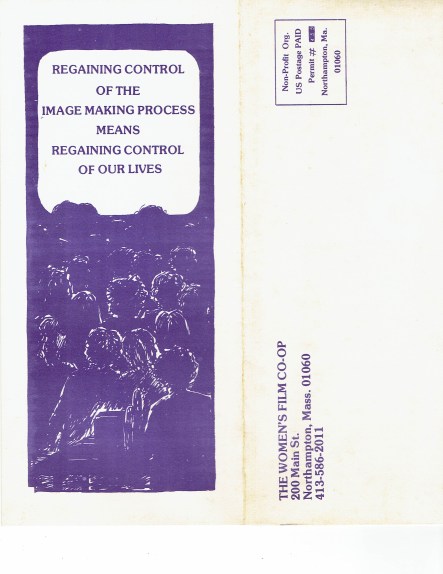 REGAINING CONTROL
OF THE
IMAGE MAKING PROCESS
MEANS
REGAINING CONTROL
OF OUR LIVES
Non-Profit Org.
US Postage PAID
Permit #
Northampton, Ma.
01060
THE WOMEN'S FILM CO-OP
200 Main St.
Northampton, Mass. 01060
413-586-2011